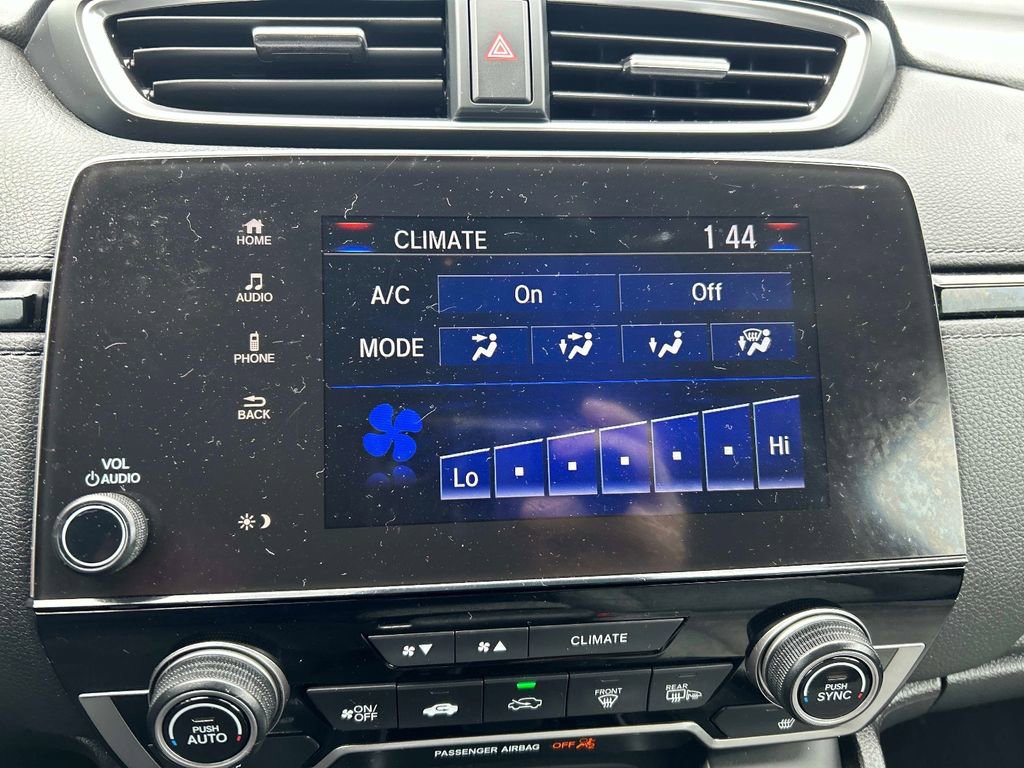 HOME
CLIMATE 1 44
AUDIO
A/C On Off
PHONE
MODE
BACK
VOL
AUDIO
Lo Hi
CLIMATE
PUSH
AUTO
ON/
OFF
FRONT
REAR
PUSH
SYNC
PASSENGER AIRBAG OFF